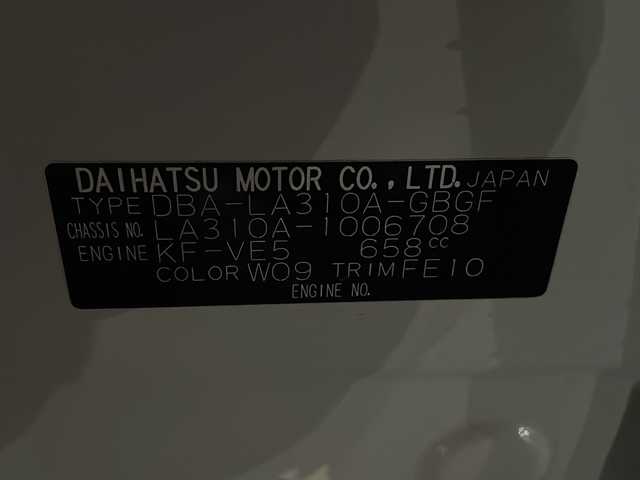 DAIHATSU MOTOR CO., LTD. JAPAN
TYPE DBA-LA310A-GBGF
CHASSIS NO. LA310A-1006708
ENGINE KF-VE5 658cc
COLOR W09 TRIM FE10
ENGINE NO.